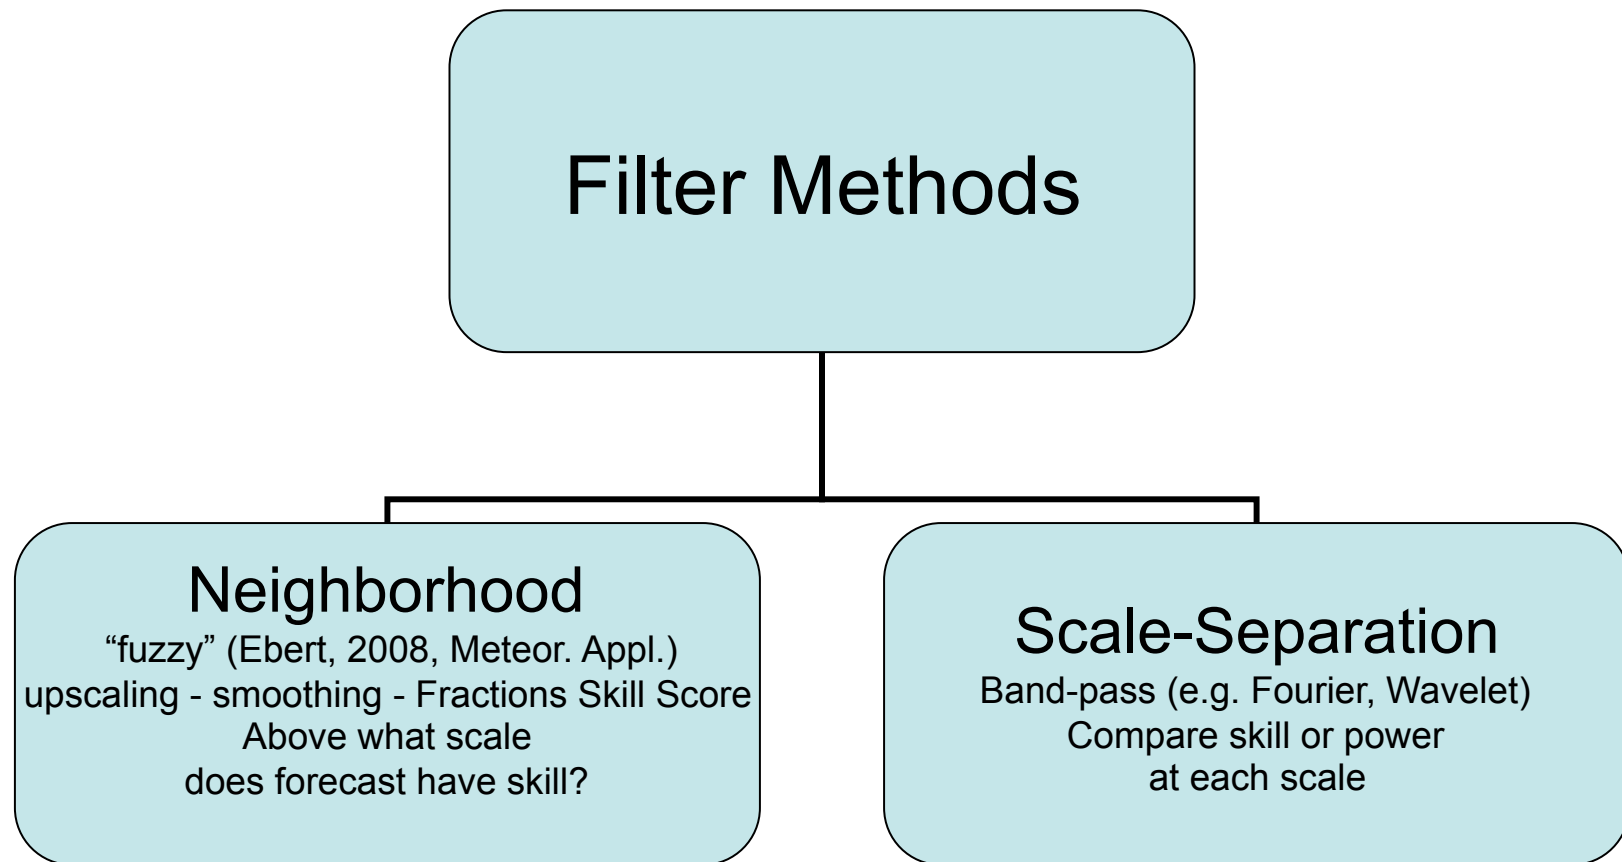 Filter Methods
Neighborhood
“fuzzy” (Ebert, 2008, Meteor. Appl.)
upscaling - smoothing - Fractions Skill Score
Above what scale
does forecast have skill?
Scale-Separation
Band-pass (e.g. Fourier, Wavelet)
Compare skill or power
at each scale